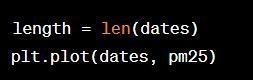 length = len(dates)
plt.plot(dates, pm25)